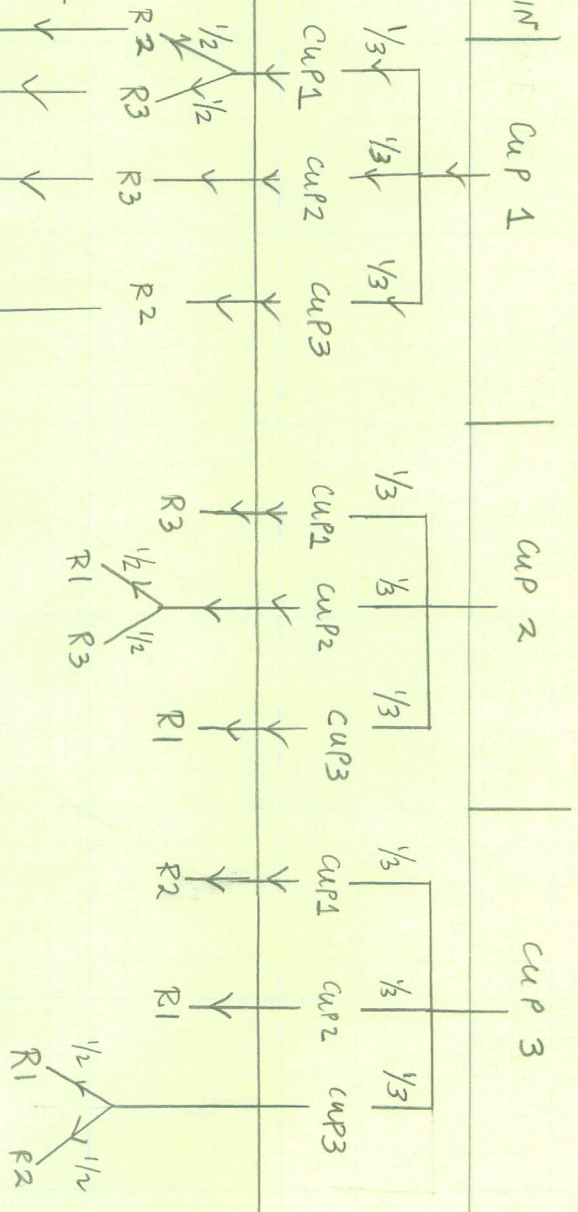 IN CuP 1 CuP 2 CuP 3
1/3 1/3 1/3 1/3 1/3 1/3 1/3 1/3 1/3
CuP1 CuP2 CuP3 CuP1 CuP2 CuP3 CuP1 CuP2 CuP3
1/2 1/2
R2 R3 R3 R2 R3 R1 R2 R1
1/2 1/2
R1 R3
1/2 1/2
R1 R2